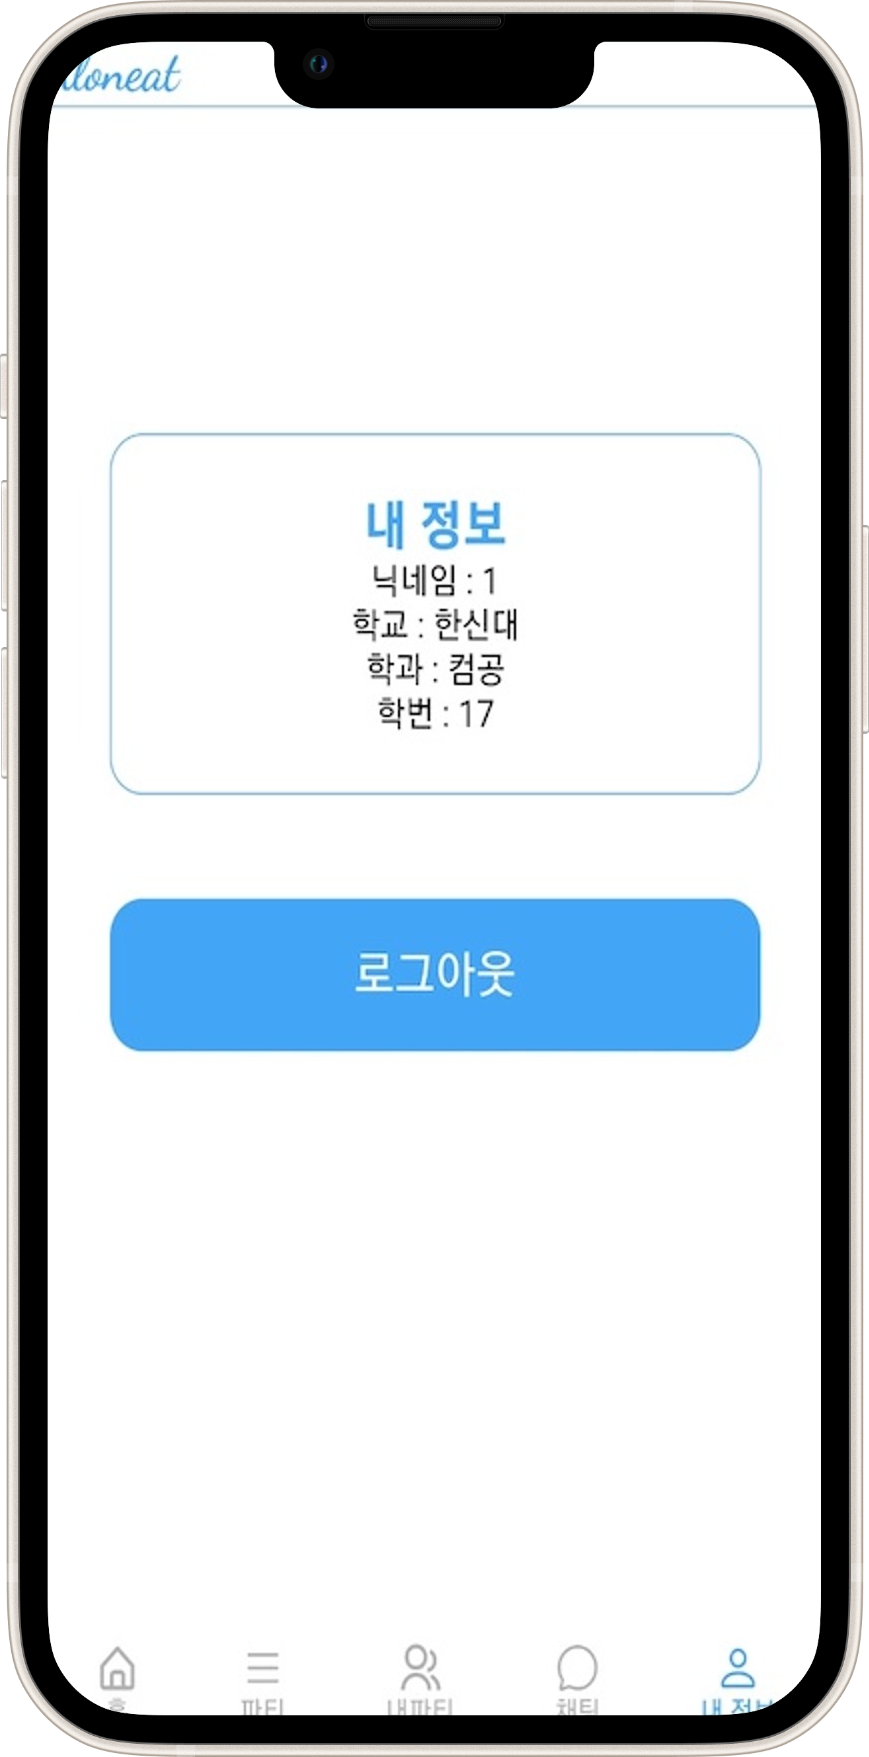 내 정보
닉네임 : 1
학교 : 한신대
학과 : 컴공
학번 : 17
로그아웃
홈
파티
내파티
채팅
내 정보